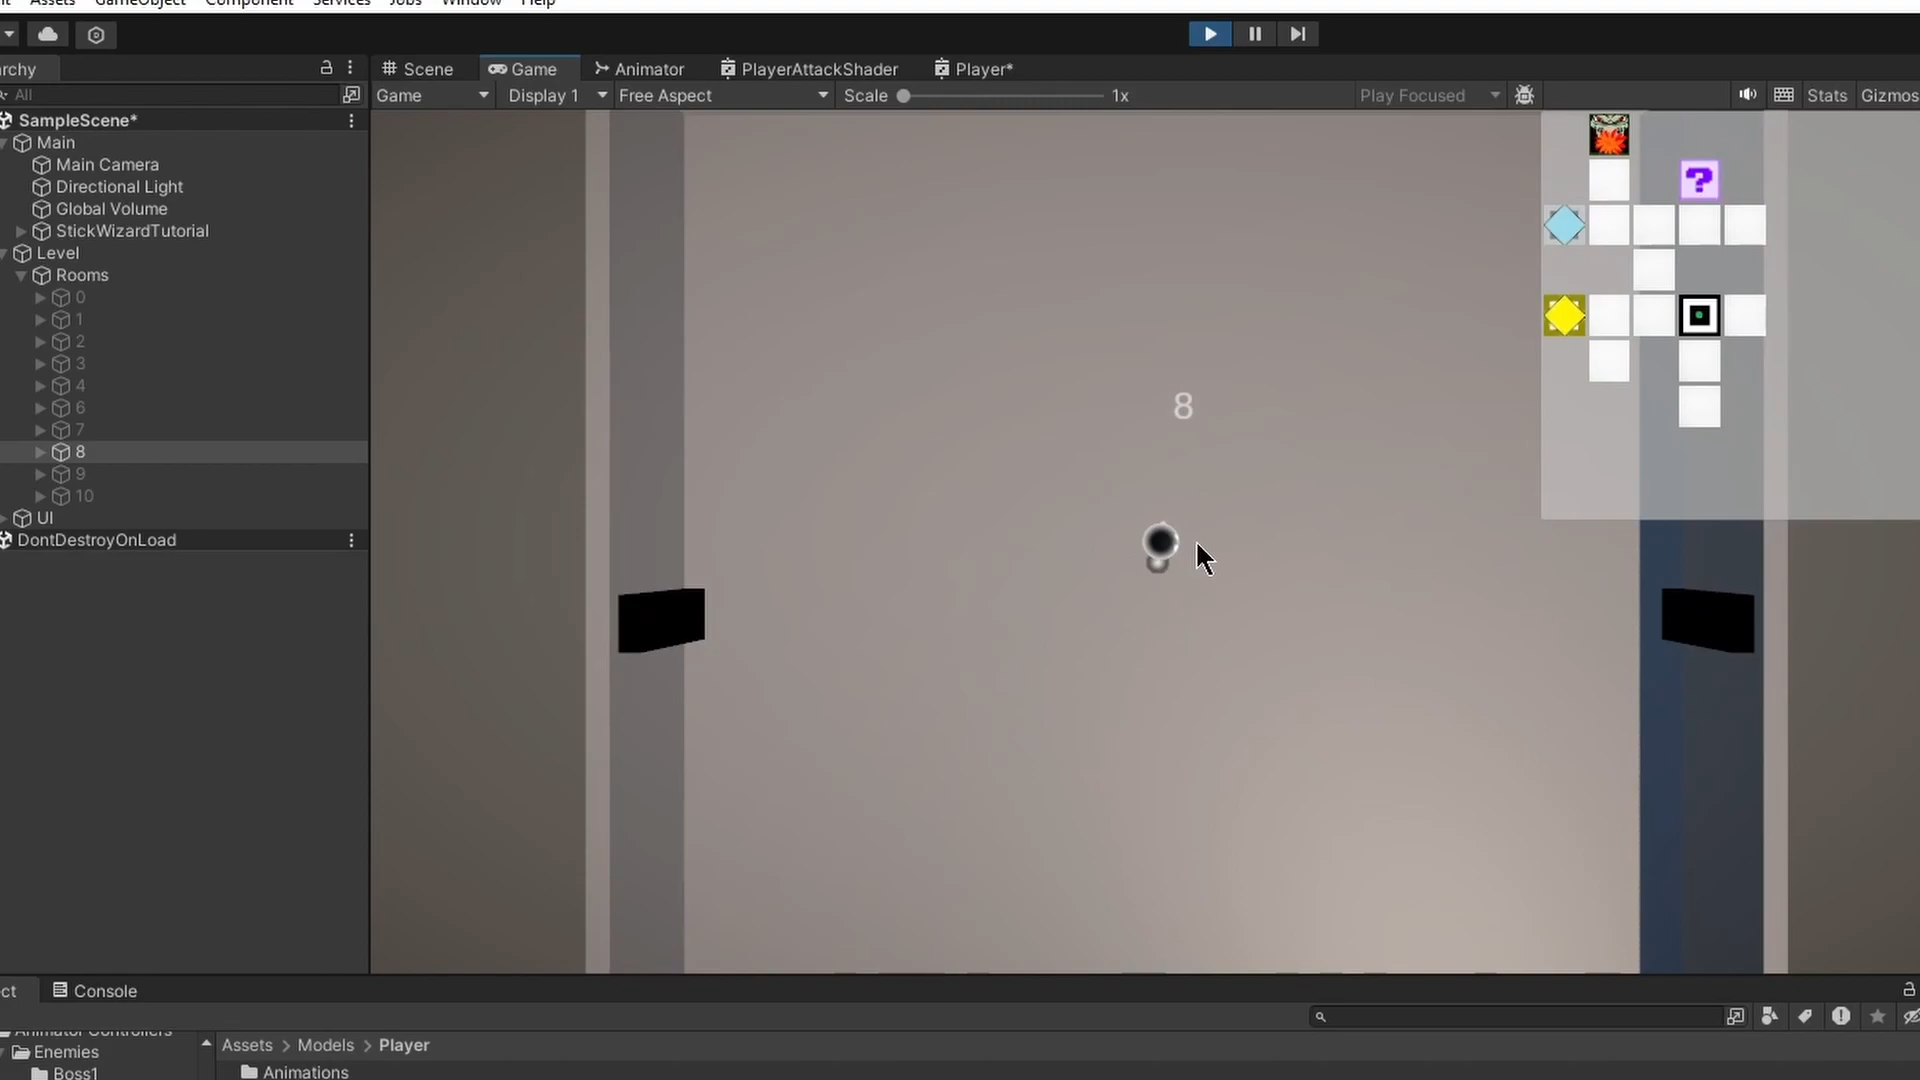 Assets GameObject Component Services Jobs Window Help
Scene Game Animator PlayerAttackShader Player*
All
Game Display 1 Free Aspect Scale 1x Play Focused Stats Gizmos
SampleScene*
Main
Main Camera
Directional Light
Global Volume
StickWizardTutorial
Level
Rooms
0
1
2
3
4
6
7
8
9
10
UI
DontDestroyOnLoad
?
8
Console
Animator Controllers
Enemies
Boss1
Assets > Models > Player
Animations